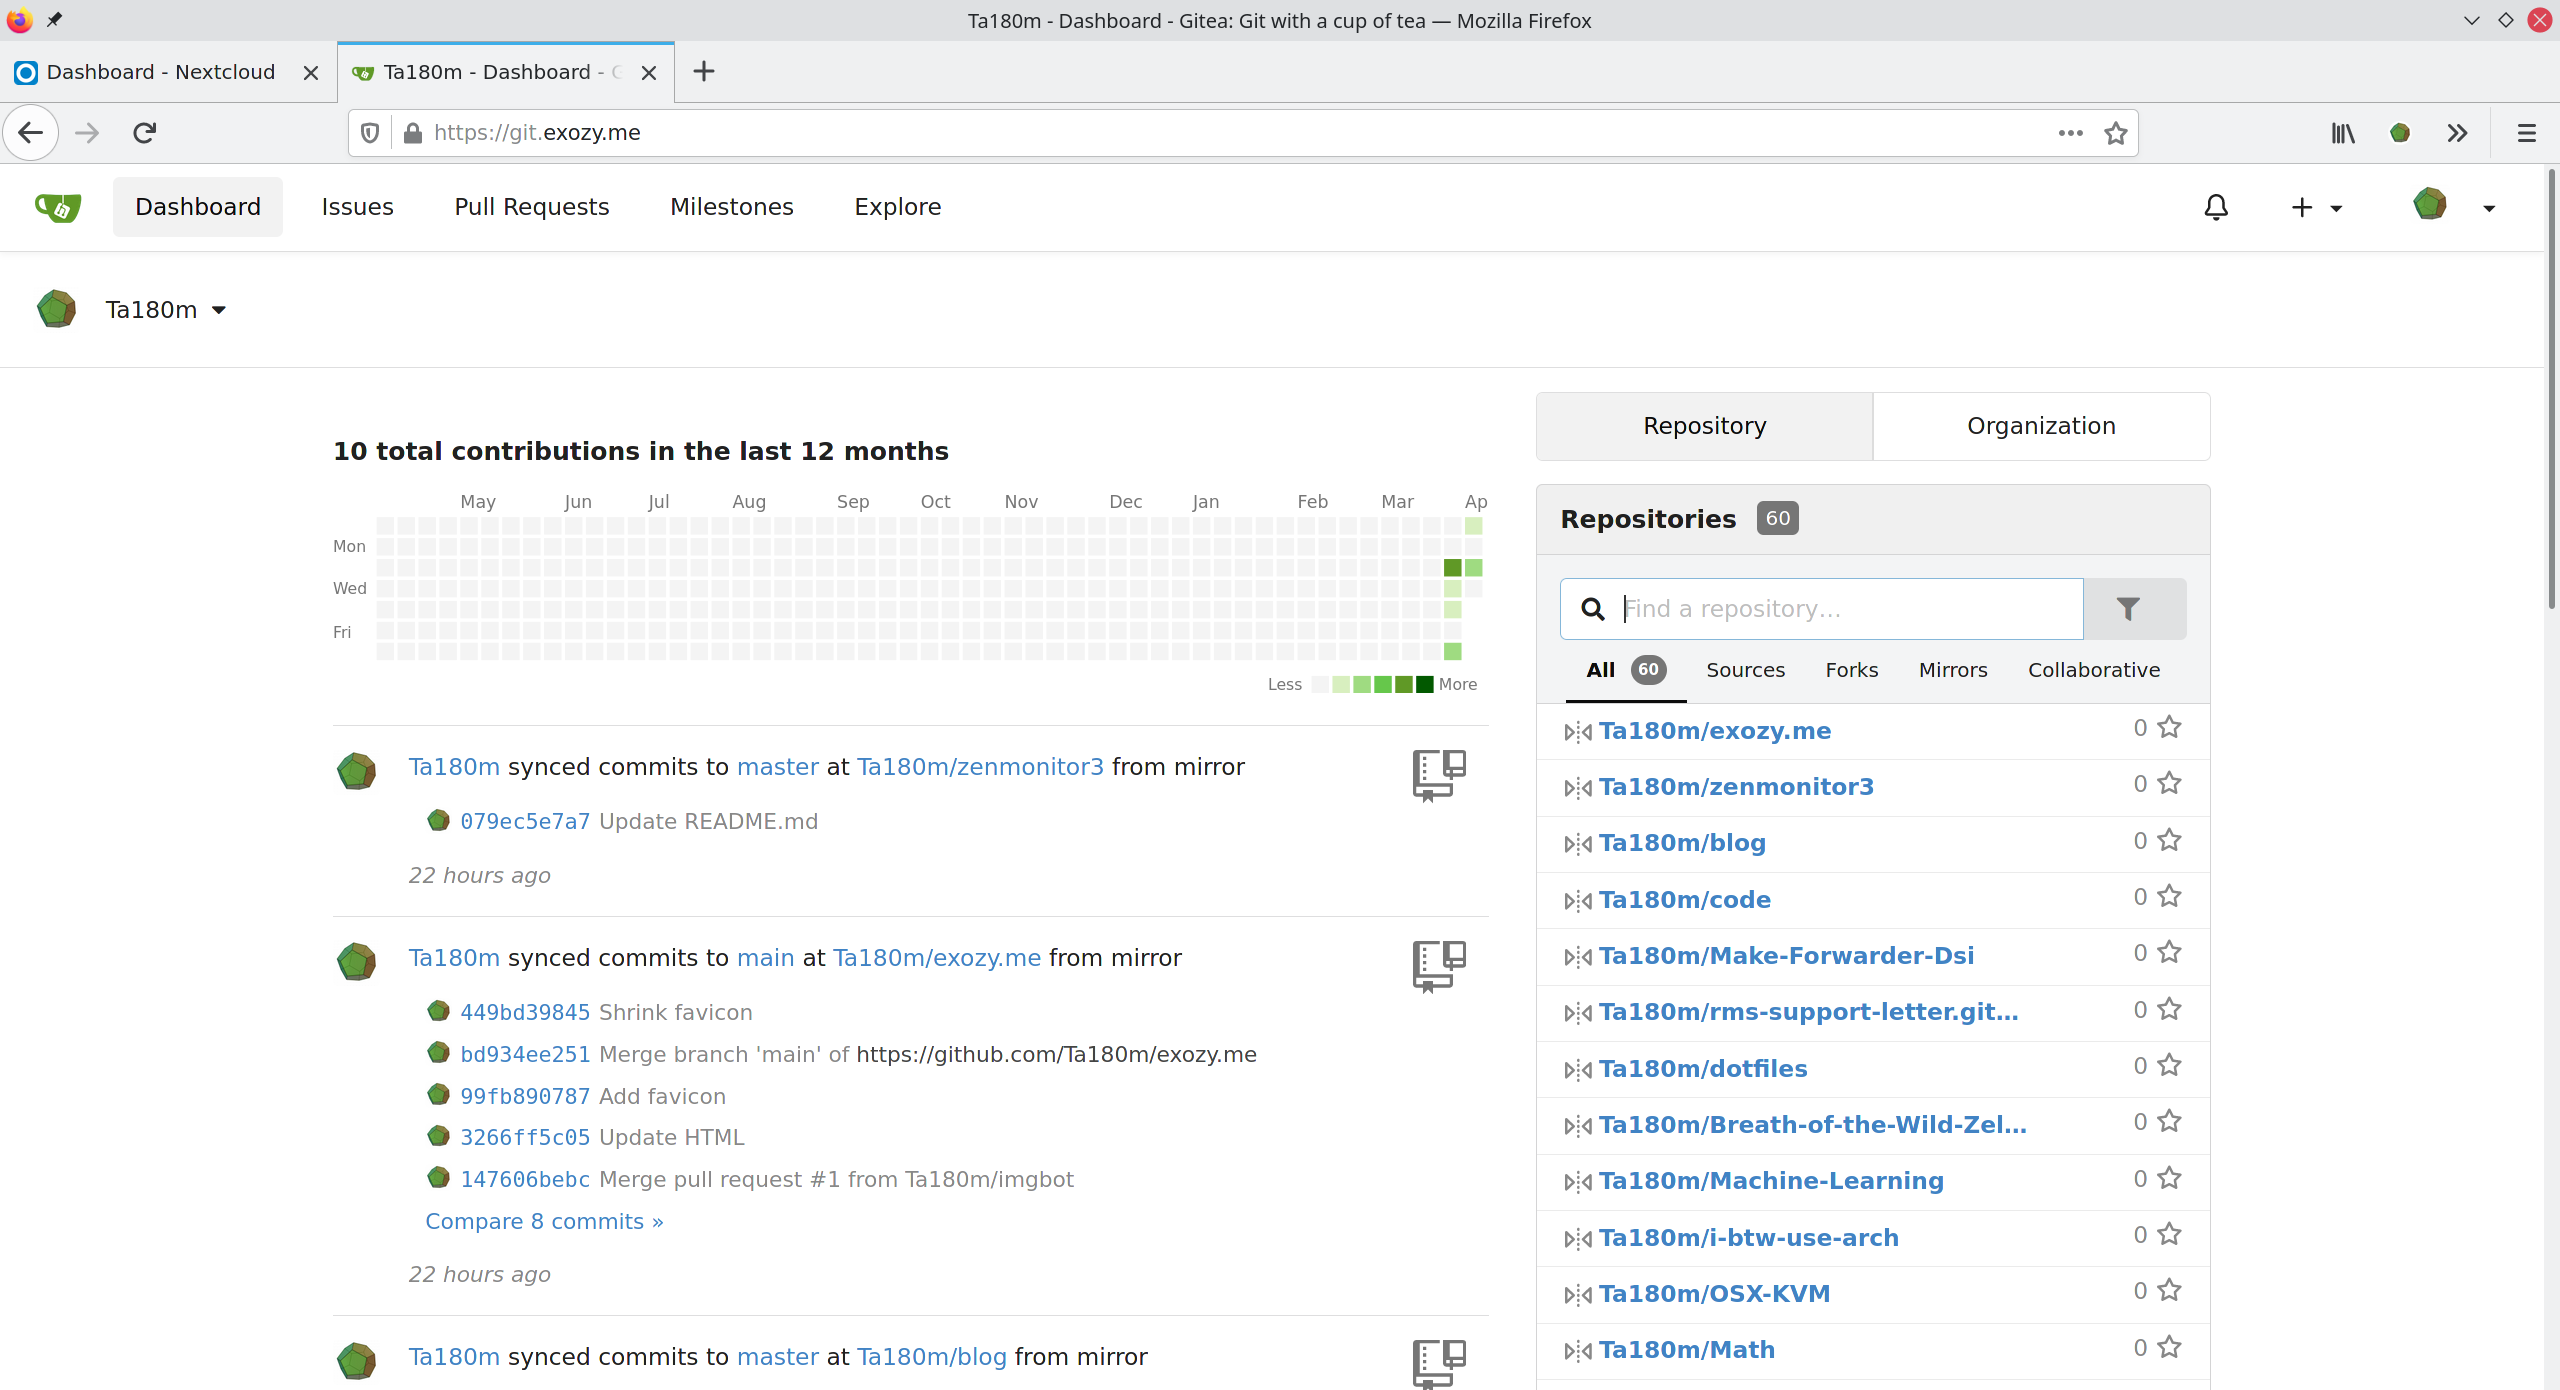 Ta180m - Dashboard - Gitea: Git with a cup of tea — Mozilla Firefox
Dashboard - Nextcloud
Ta180m - Dashboard - G
https://git.exozy.me
Dashboard
Issues
Pull Requests
Milestones
Explore
Ta180m
10 total contributions in the last 12 months
May Jun Jul Aug Sep Oct Nov Dec Jan Feb Mar Ap
Mon
Wed
Fri
Less More
Ta180m synced commits to master at Ta180m/zenmonitor3 from mirror
079ec5e7a7 Update README.md
22 hours ago
Ta180m synced commits to main at Ta180m/exozy.me from mirror
449bd39845 Shrink favicon
bd934ee251 Merge branch 'main' of https://github.com/Ta180m/exozy.me
99fb890787 Add favicon
3266ff5c05 Update HTML
147606bebc Merge pull request #1 from Ta180m/imgbot
Compare 8 commits »
22 hours ago
Ta180m synced commits to master at Ta180m/blog from mirror
Repository
Organization
Repositories 60
Find a repository...
All 60 Sources Forks Mirrors Collaborative
Ta180m/exozy.me 0
Ta180m/zenmonitor3 0
Ta180m/blog 0
Ta180m/code 0
Ta180m/Make-Forwarder-Dsi 0
Ta180m/rms-support-letter.git... 0
Ta180m/dotfiles 0
Ta180m/Breath-of-the-Wild-Zel... 0
Ta180m/Machine-Learning 0
Ta180m/i-btw-use-arch 0
Ta180m/OSX-KVM 0
Ta180m/Math 0